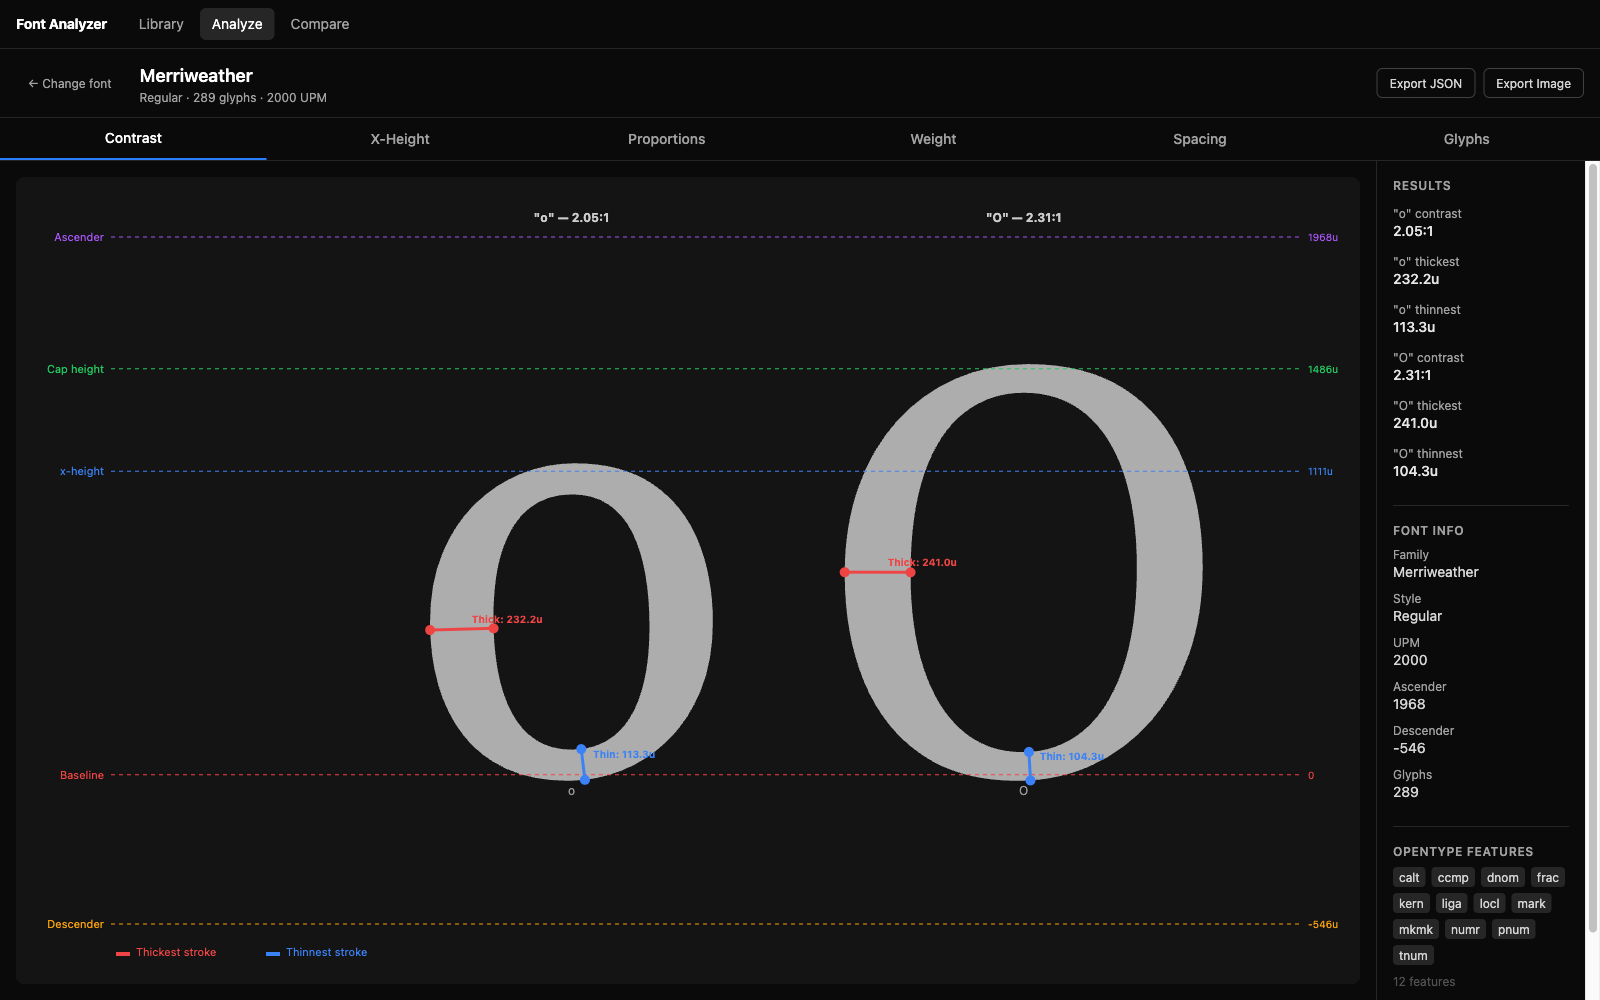 Font Analyzer Library Analyze Compare
← Change font
Merriweather
Regular · 289 glyphs · 2000 UPM
Export JSON Export Image
Contrast X-Height Proportions Weight Spacing Glyphs
"o" — 2.05:1 "O" — 2.31:1
Ascender 1968u
Cap height 1486u
x-height 1111u
Thick: 241.0u
Thick: 232.2u
Thin: 113.3u Thin: 104.3u
Baseline 0
o O
Descender -546u
Thickest stroke Thinnest stroke
RESULTS
"o" contrast
2.05:1
"o" thickest
232.2u
"o" thinnest
113.3u
"O" contrast
2.31:1
"O" thickest
241.0u
"O" thinnest
104.3u
FONT INFO
Family
Merriweather
Style
Regular
UPM
2000
Ascender
1968
Descender
-546
Glyphs
289
OPENTYPE FEATURES
calt ccmp dnom frac
kern liga locl mark
mkmk numr pnum
tnum
12 features